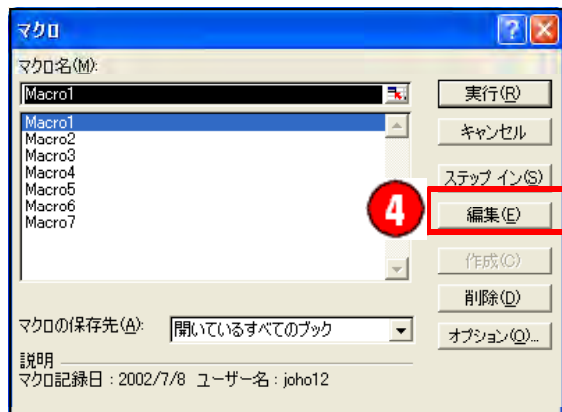 マクロ
マクロ名(M):
Macro1
Macro1
Macro2
Macro3
Macro4
Macro5
Macro6
Macro7
実行(R)
キャンセル
ステップ イン(S)
4
編集(E)
作成(C)
削除(D)
オプション(O)...
マクロの保存先(A):
開いているすべてのブック
説明
マクロ記録日 : 2002/7/8 ユーザー名 : joho12